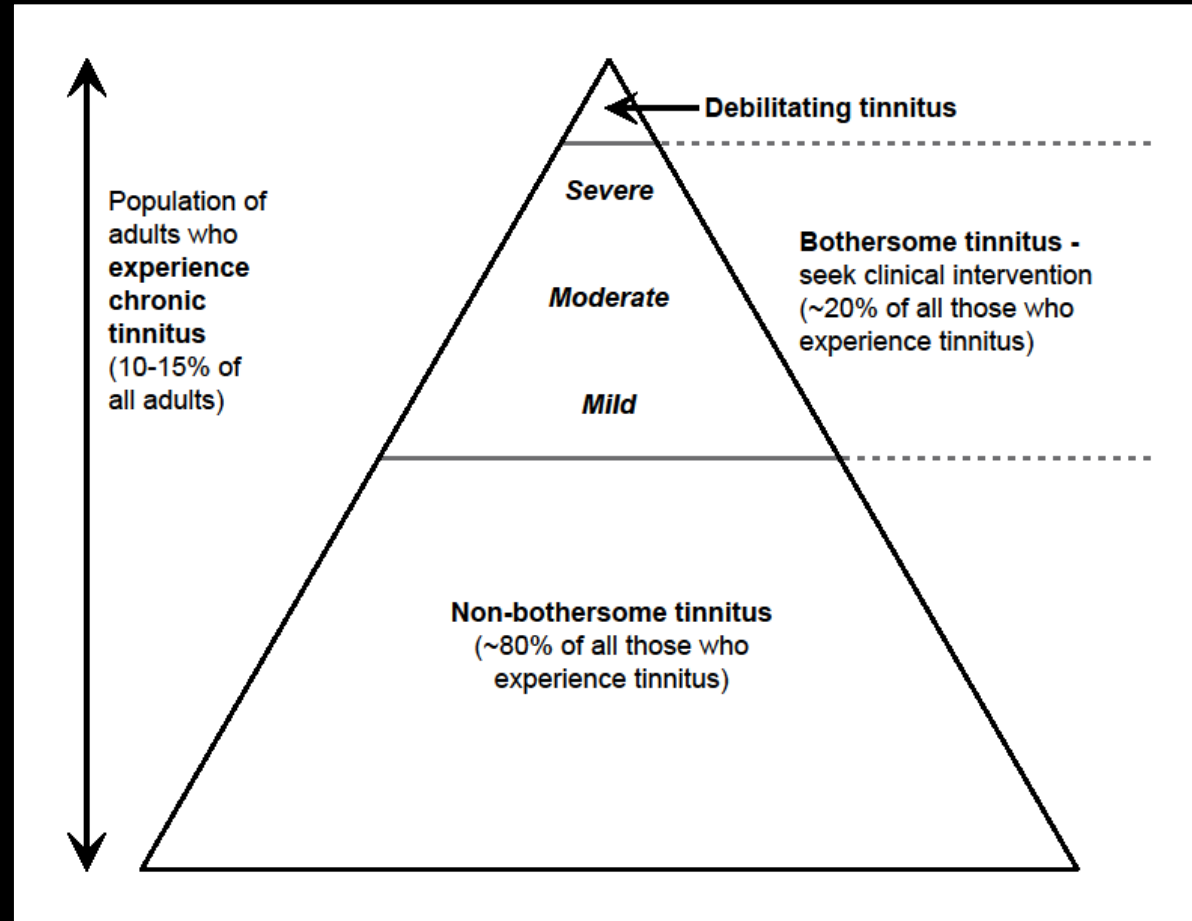 Debilitating tinnitus
Severe
Population of
adults who
experience
chronic
tinnitus
(10-15% of
all adults)
Bothersome tinnitus -
seek clinical intervention
(~20% of all those who
experience tinnitus)
Moderate
Mild
Non-bothersome tinnitus
(~80% of all those who
experience tinnitus)